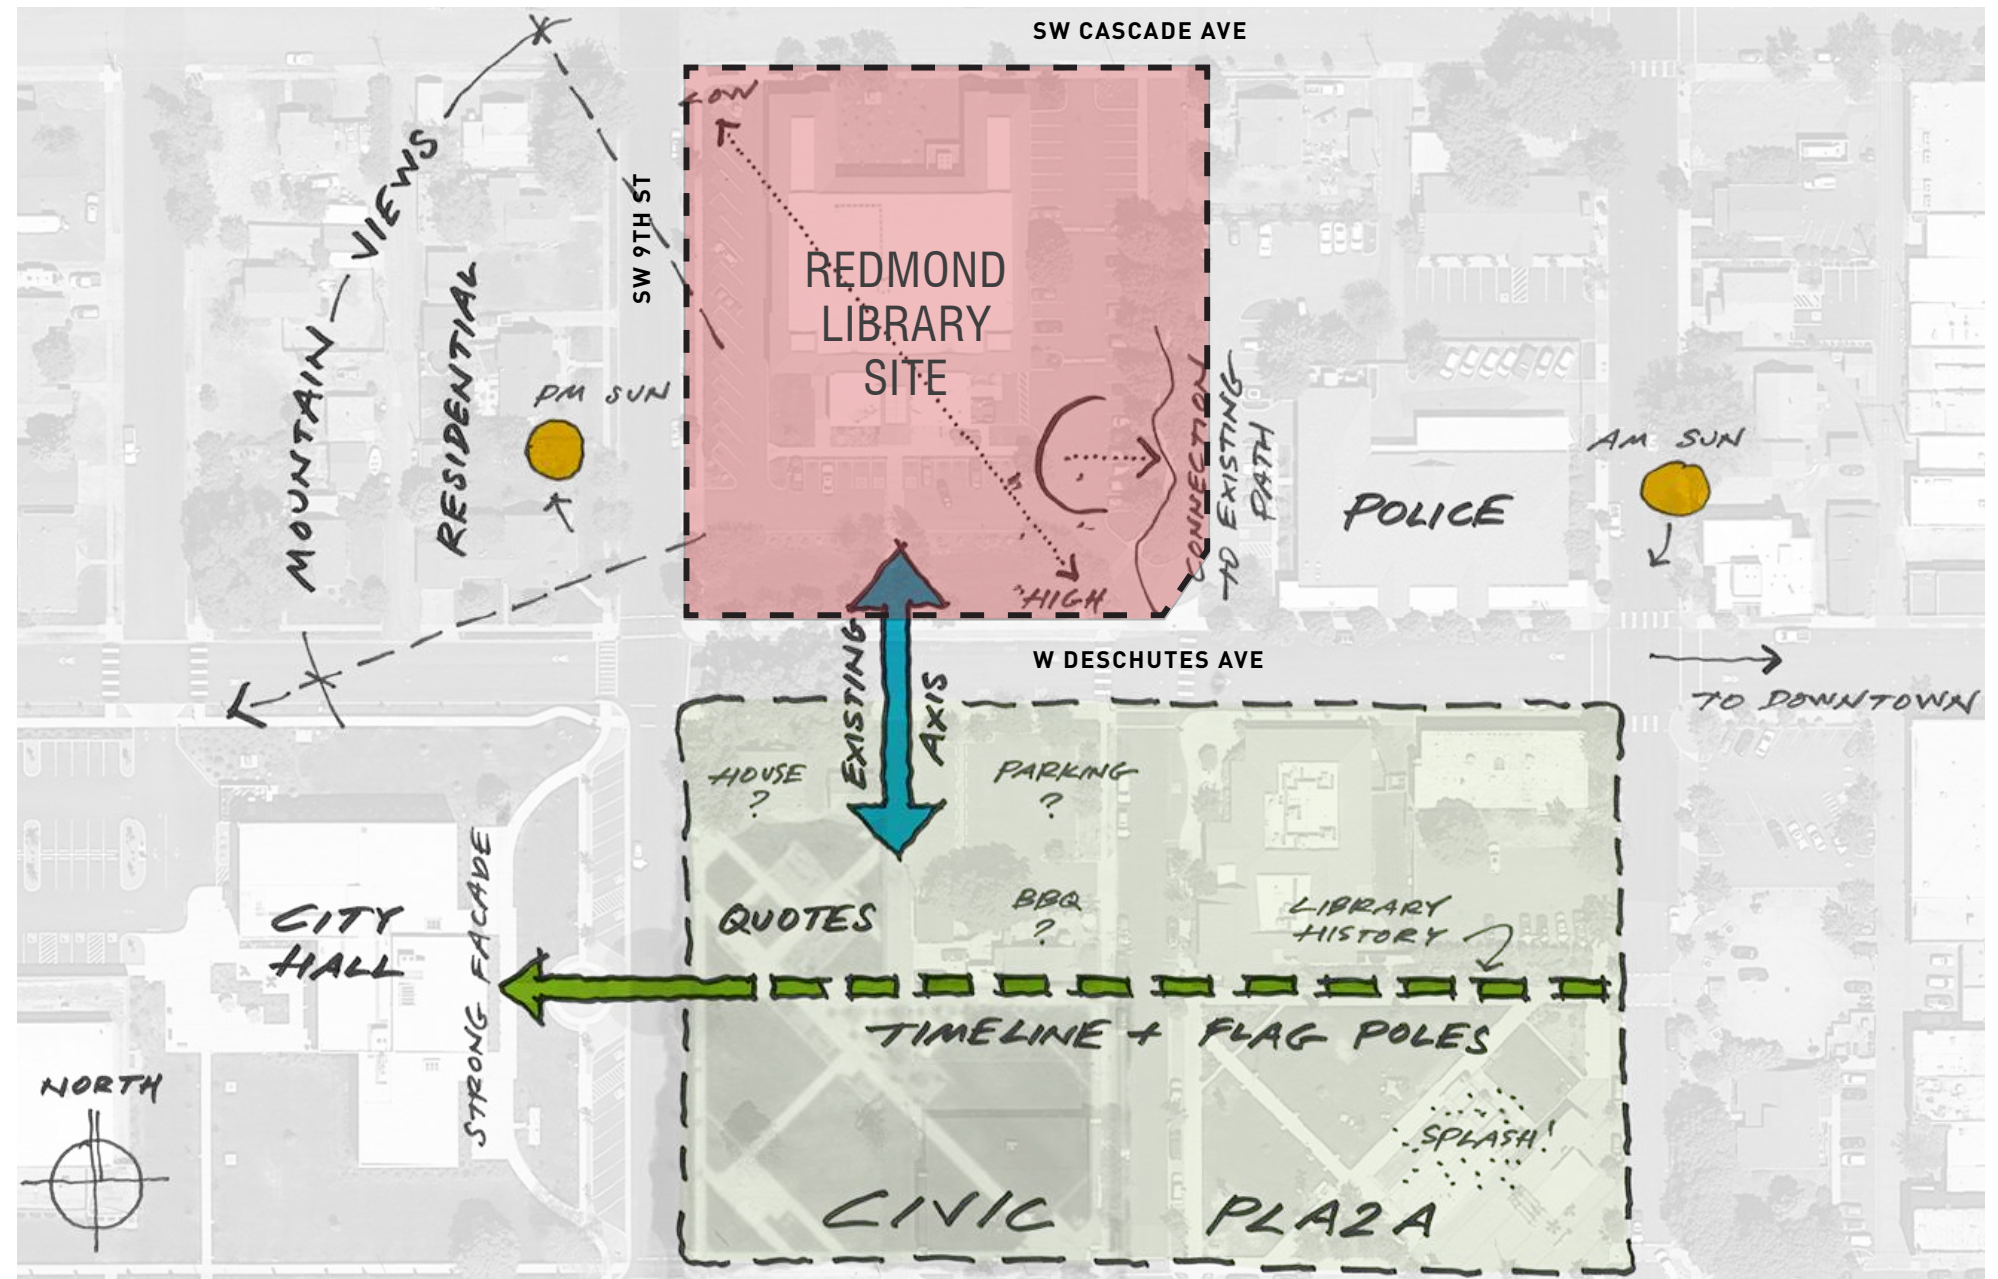 SW CASCADE AVE
LOW
MOUNTAIN VIEWS
RESIDENTIAL
SW 9TH ST
PM SUN
REDMOND
LIBRARY
SITE
CONNECTION
TO EXISTING
PATH
POLICE
AM SUN
HIGH
W DESCHUTES AVE
TO DOWNTOWN
EXISTING
AXIS
HOUSE
?
PARKING
?
QUOTES
BBQ
?
LIBRARY
HISTORY
CITY
HALL
STRONG FACADE
TIMELINE + FLAG POLES
SPLASH!
CIVIC PLAZA
NORTH